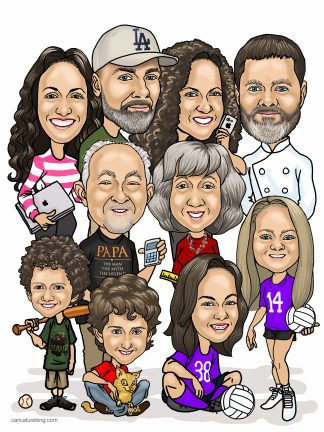 LA
PAPA
THE MAN
THE MYTH
THE LEGEND
14
38
caricatureking.com